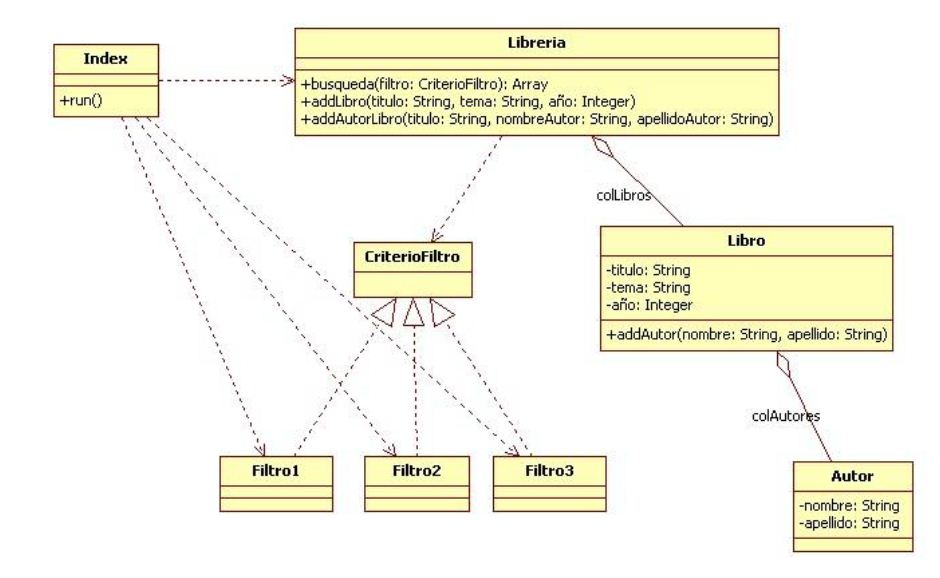 Index
+run()
Libreria
+busqueda(filtro: CriterioFiltro): Array
+addLibro(titulo: String, tema: String, año: Integer)
+addAutorLibro(titulo: String, nombreAutor: String, apellidoAutor: String)
colLibros
CriterioFiltro
Libro
-titulo: String
-tema: String
-año: Integer
+addAutor(nombre: String, apellido: String)
colAutores
Filtro1
Filtro2
Filtro3
Autor
-nombre: String
-apellido: String